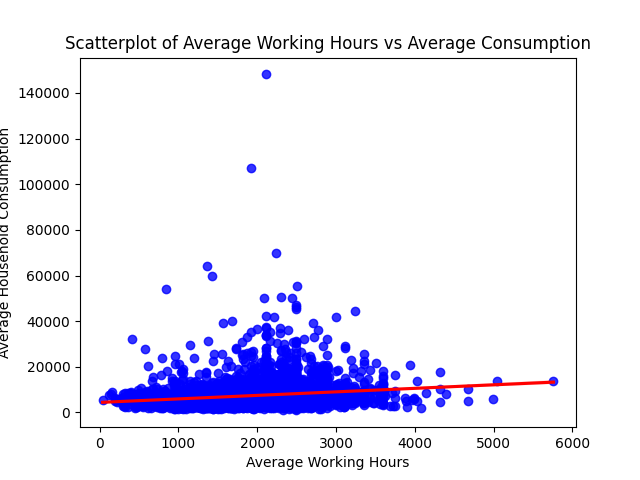 Scatterplot of Average Working Hours vs Average Consumption
Average Household Consumption
140000
120000
100000
80000
60000
40000
20000
0
0 1000 2000 3000 4000 5000 6000
Average Working Hours